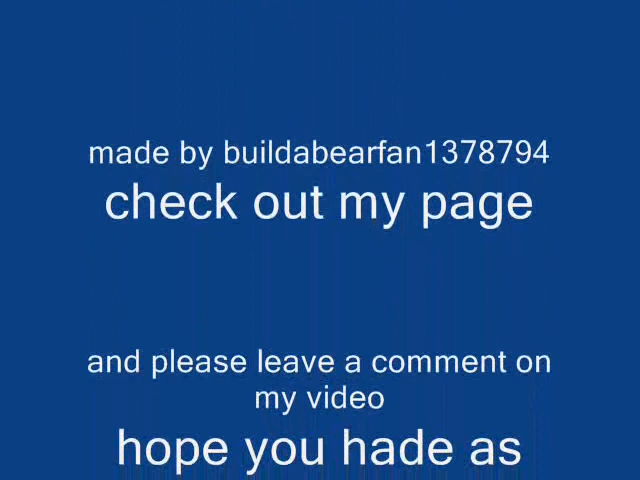 made by buildabearfan1378794
check out my page
and please leave a comment on
my video
hope you hade as